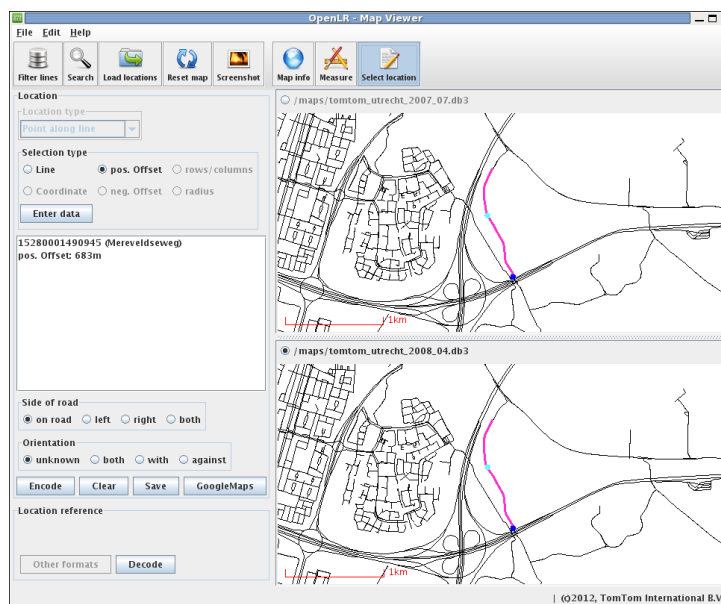 OpenLR - Map Viewer
File Edit Help
Filter lines Search Load locations Reset map Screenshot Map info Measure Select location
Location
Location type
Point along line
Selection type
Line pos. Offset rows/columns
Coordinate neg. Offset radius
Enter data
15280001490945 (Mereveldseweg)
pos. Offset: 683m
Side of road
on road left right both
Orientation
unknown both with against
Encode Clear Save GoogleMaps
Location reference
Other formats Decode
/maps/tomtom_utrecht_2007_07.db3
1km
/maps/tomtom_utrecht_2008_04.db3
1km
| (c)2012, TomTom International B.V